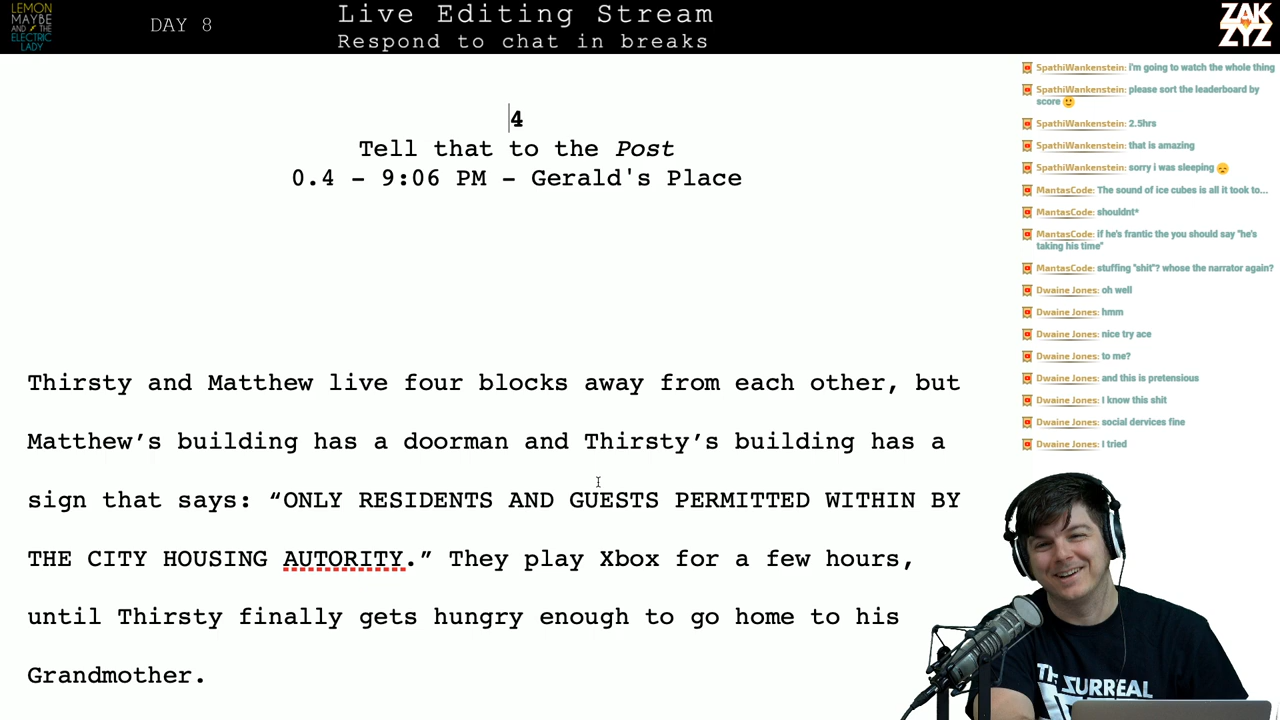 LEMON
MAYBE
AND THE
ELECTRIC
LADY
DAY 8
Live Editing Stream
Respond to chat in breaks
ZAK
ZYZ
4
Tell that to the Post
0.4 – 9:06 PM – Gerald's Place
Thirsty and Matthew live four blocks away from each other, but
Matthew’s building has a doorman and Thirsty’s building has a
sign that says: “ONLY RESIDENTS AND GUESTS PERMITTED WITHIN BY
THE CITY HOUSING AUTORITY.” They play Xbox for a few hours,
until Thirsty finally gets hungry enough to go home to his
Grandmother.
SpathiWankenstein: i'm going to watch the whole thing
SpathiWankenstein: please sort the leaderboard by
score 🙂
SpathiWankenstein: 2.5hrs
SpathiWankenstein: that is amazing
SpathiWankenstein: sorry i was sleeping 😞
MantasCode: The sound of ice cubes is all it took to...
MantasCode: shouldnt*
MantasCode: if he's frantic the you should say "he's
taking his time"
MantasCode: stuffing "shit"? whose the narrator again?
Dwaine Jones: oh well
Dwaine Jones: hmm
Dwaine Jones: nice try ace
Dwaine Jones: to me?
Dwaine Jones: and this is pretensious
Dwaine Jones: I know this shit
Dwaine Jones: social dervices fine
Dwaine Jones: I tried
SURREAL